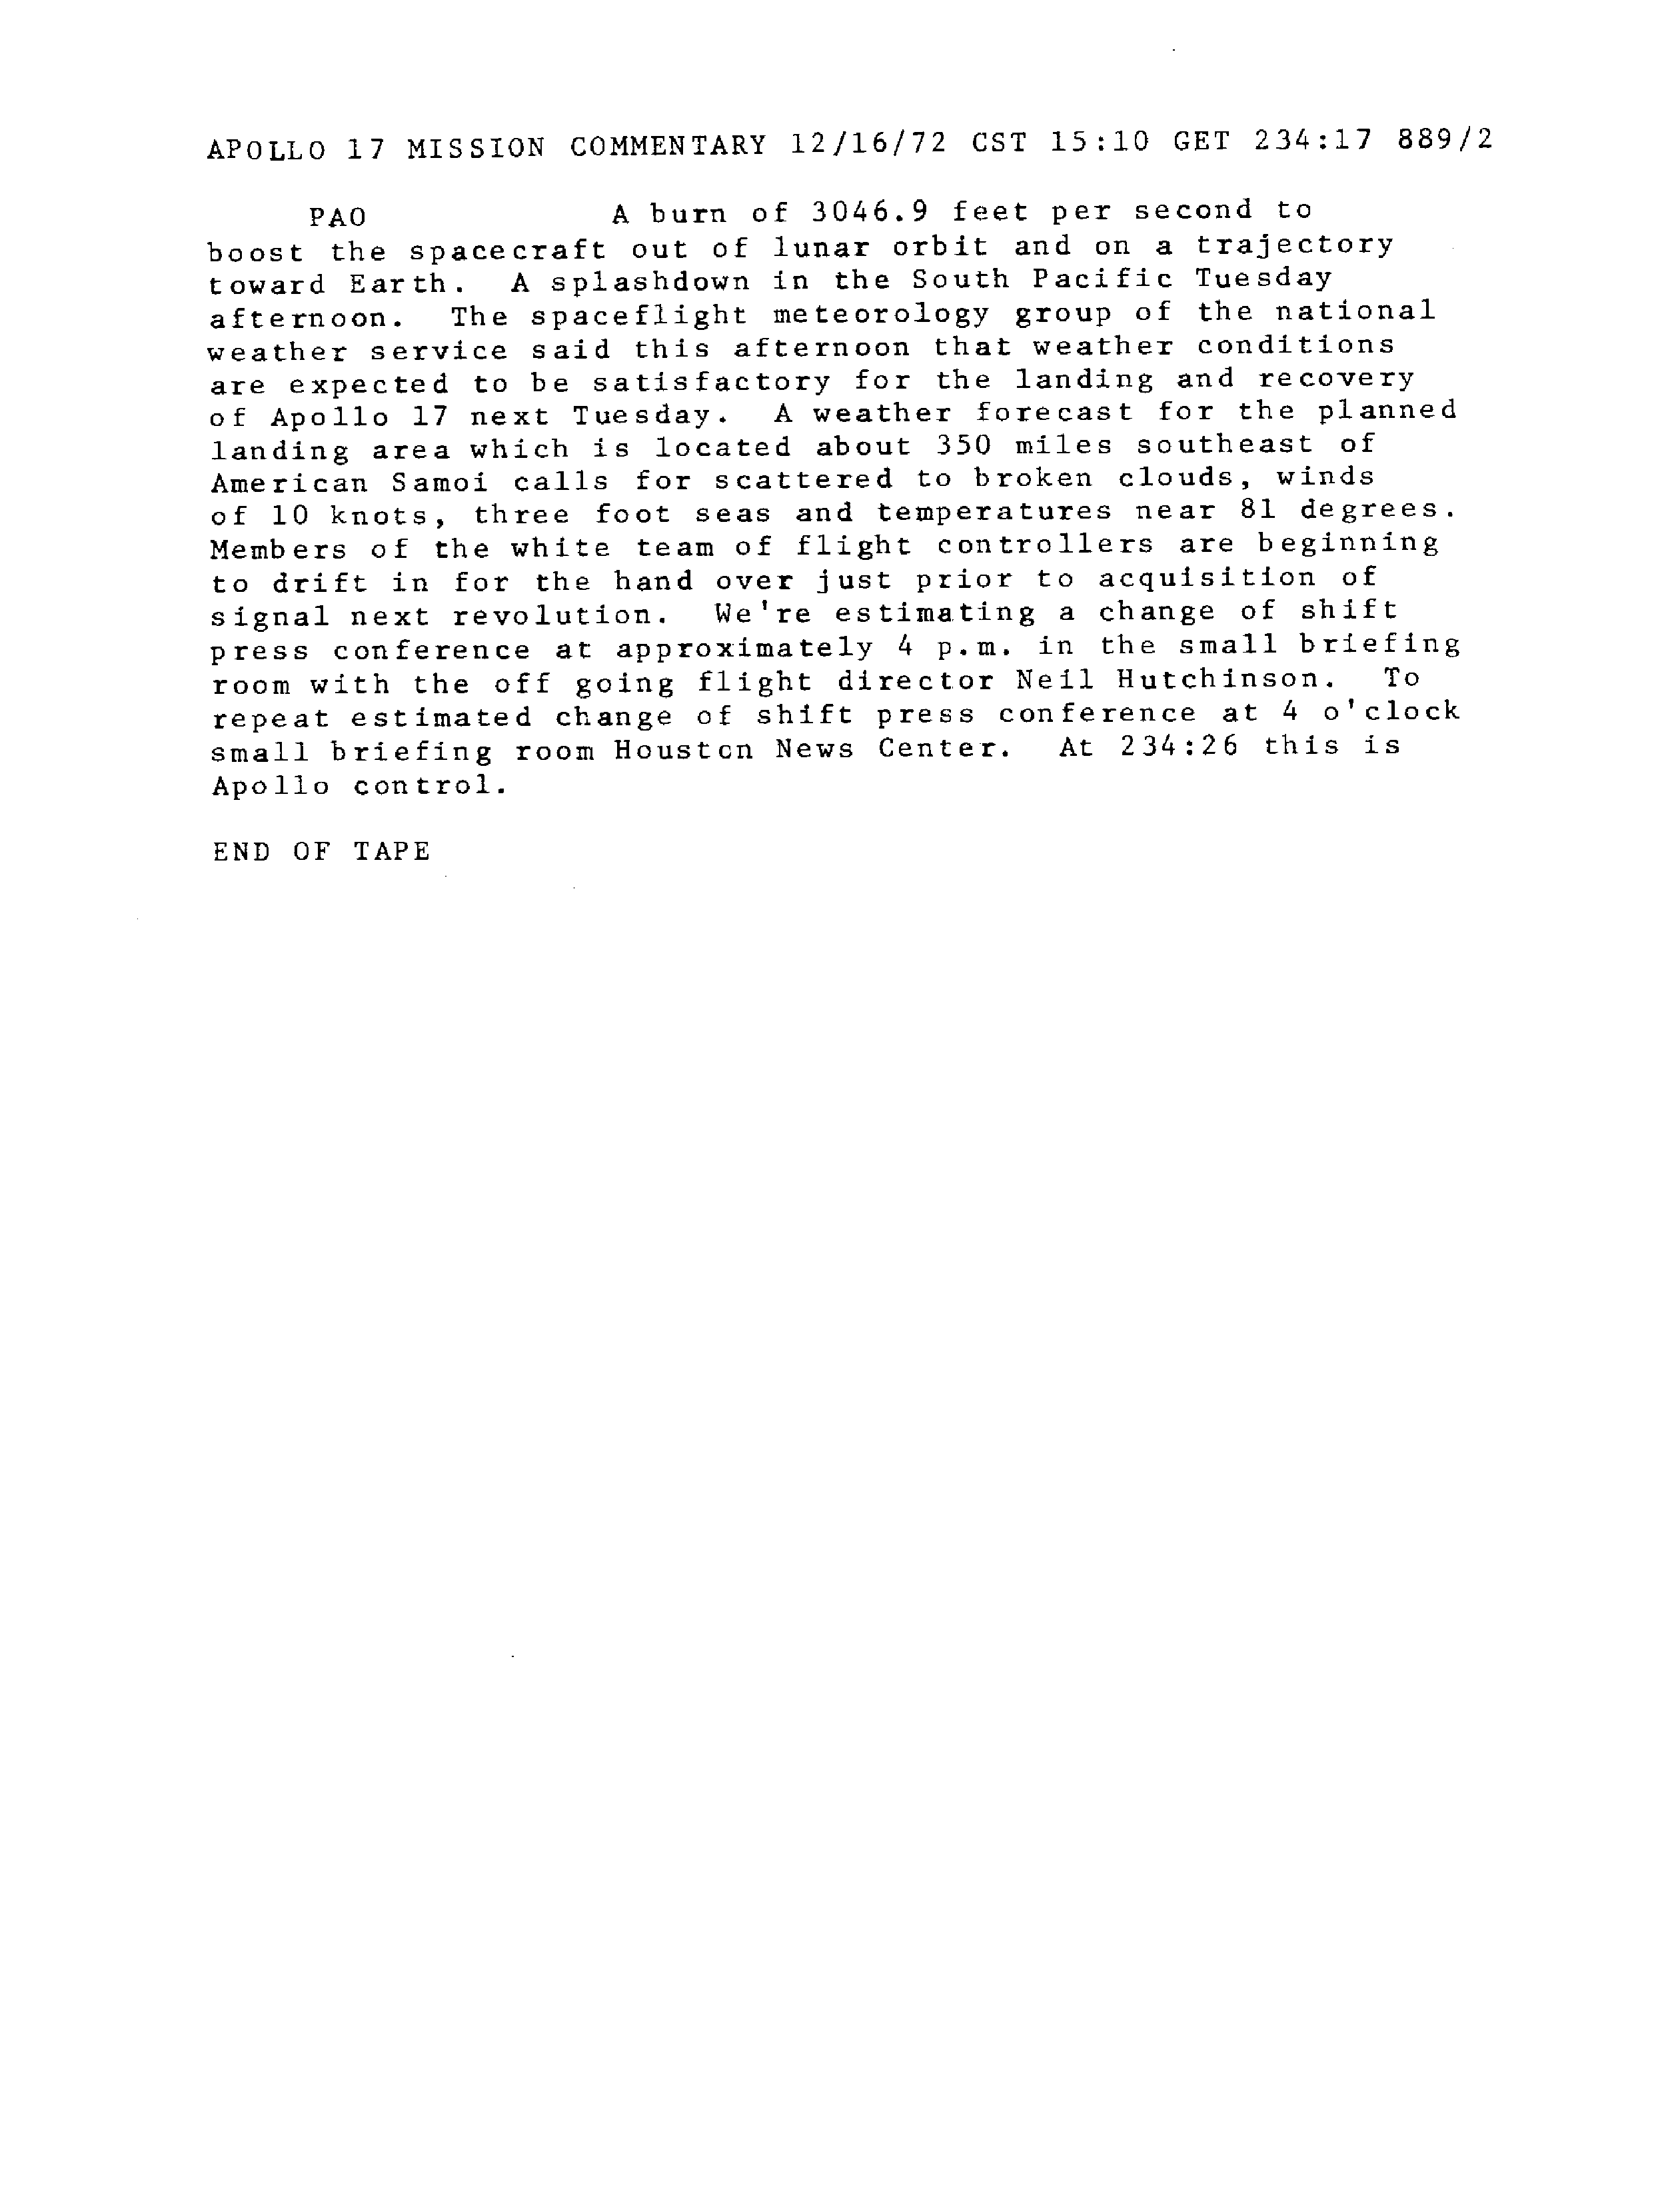 APOLLO 17 MISSION COMMENTARY 12/16/72 CST 15:10 GET 234:17 889/2
PAO A burn of 3046.9 feet per second to
boost the spacecraft out of lunar orbit and on a trajectory
toward Earth. A splashdown in the South Pacific Tuesday
afternoon. The spaceflight meteorology group of the national
weather service said this afternoon that weather conditions
are expected to be satisfactory for the landing and recovery
of Apollo 17 next Tuesday. A weather forecast for the planned
landing area which is located about 350 miles southeast of
American Samoi calls for scattered to broken clouds, winds
of 10 knots, three foot seas and temperatures near 81 degrees.
Members of the white team of flight controllers are beginning
to drift in for the hand over just prior to acquisition of
signal next revolution. We're estimating a change of shift
press conference at approximately 4 p.m. in the small briefing
room with the off going flight director Neil Hutchinson. To
repeat estimated change of shift press conference at 4 o'clock
small briefing room Houston News Center. At 234:26 this is
Apollo control.
END OF TAPE